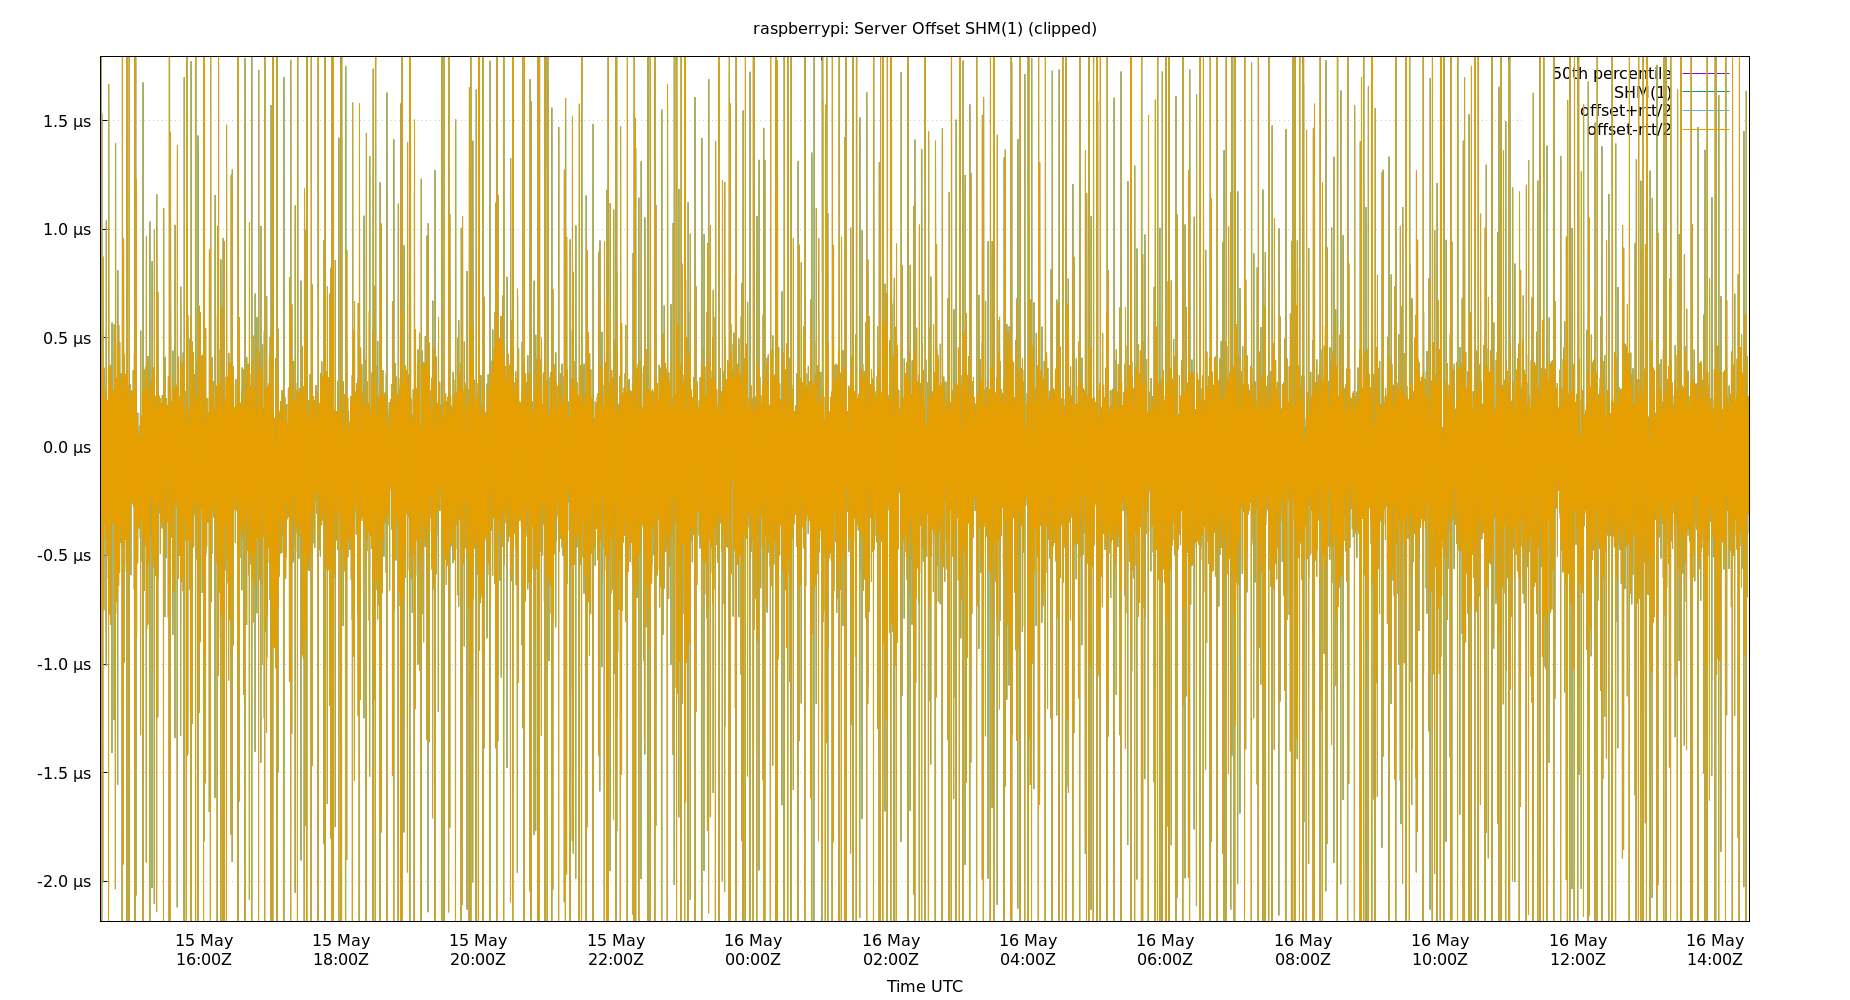 raspberrypi: Server Offset SHM(1) (clipped)
50th percentile
SHM(1)
offset+rtt/2
offset-rtt/2
1.5 µs
1.0 µs
0.5 µs
0.0 µs
-0.5 µs
-1.0 µs
-1.5 µs
-2.0 µs
15 May 15 May 15 May 15 May 16 May 16 May 16 May 16 May 16 May 16 May 16 May 16 May
16:00Z 18:00Z 20:00Z 22:00Z 00:00Z 02:00Z 04:00Z 06:00Z 08:00Z 10:00Z 12:00Z 14:00Z
Time UTC